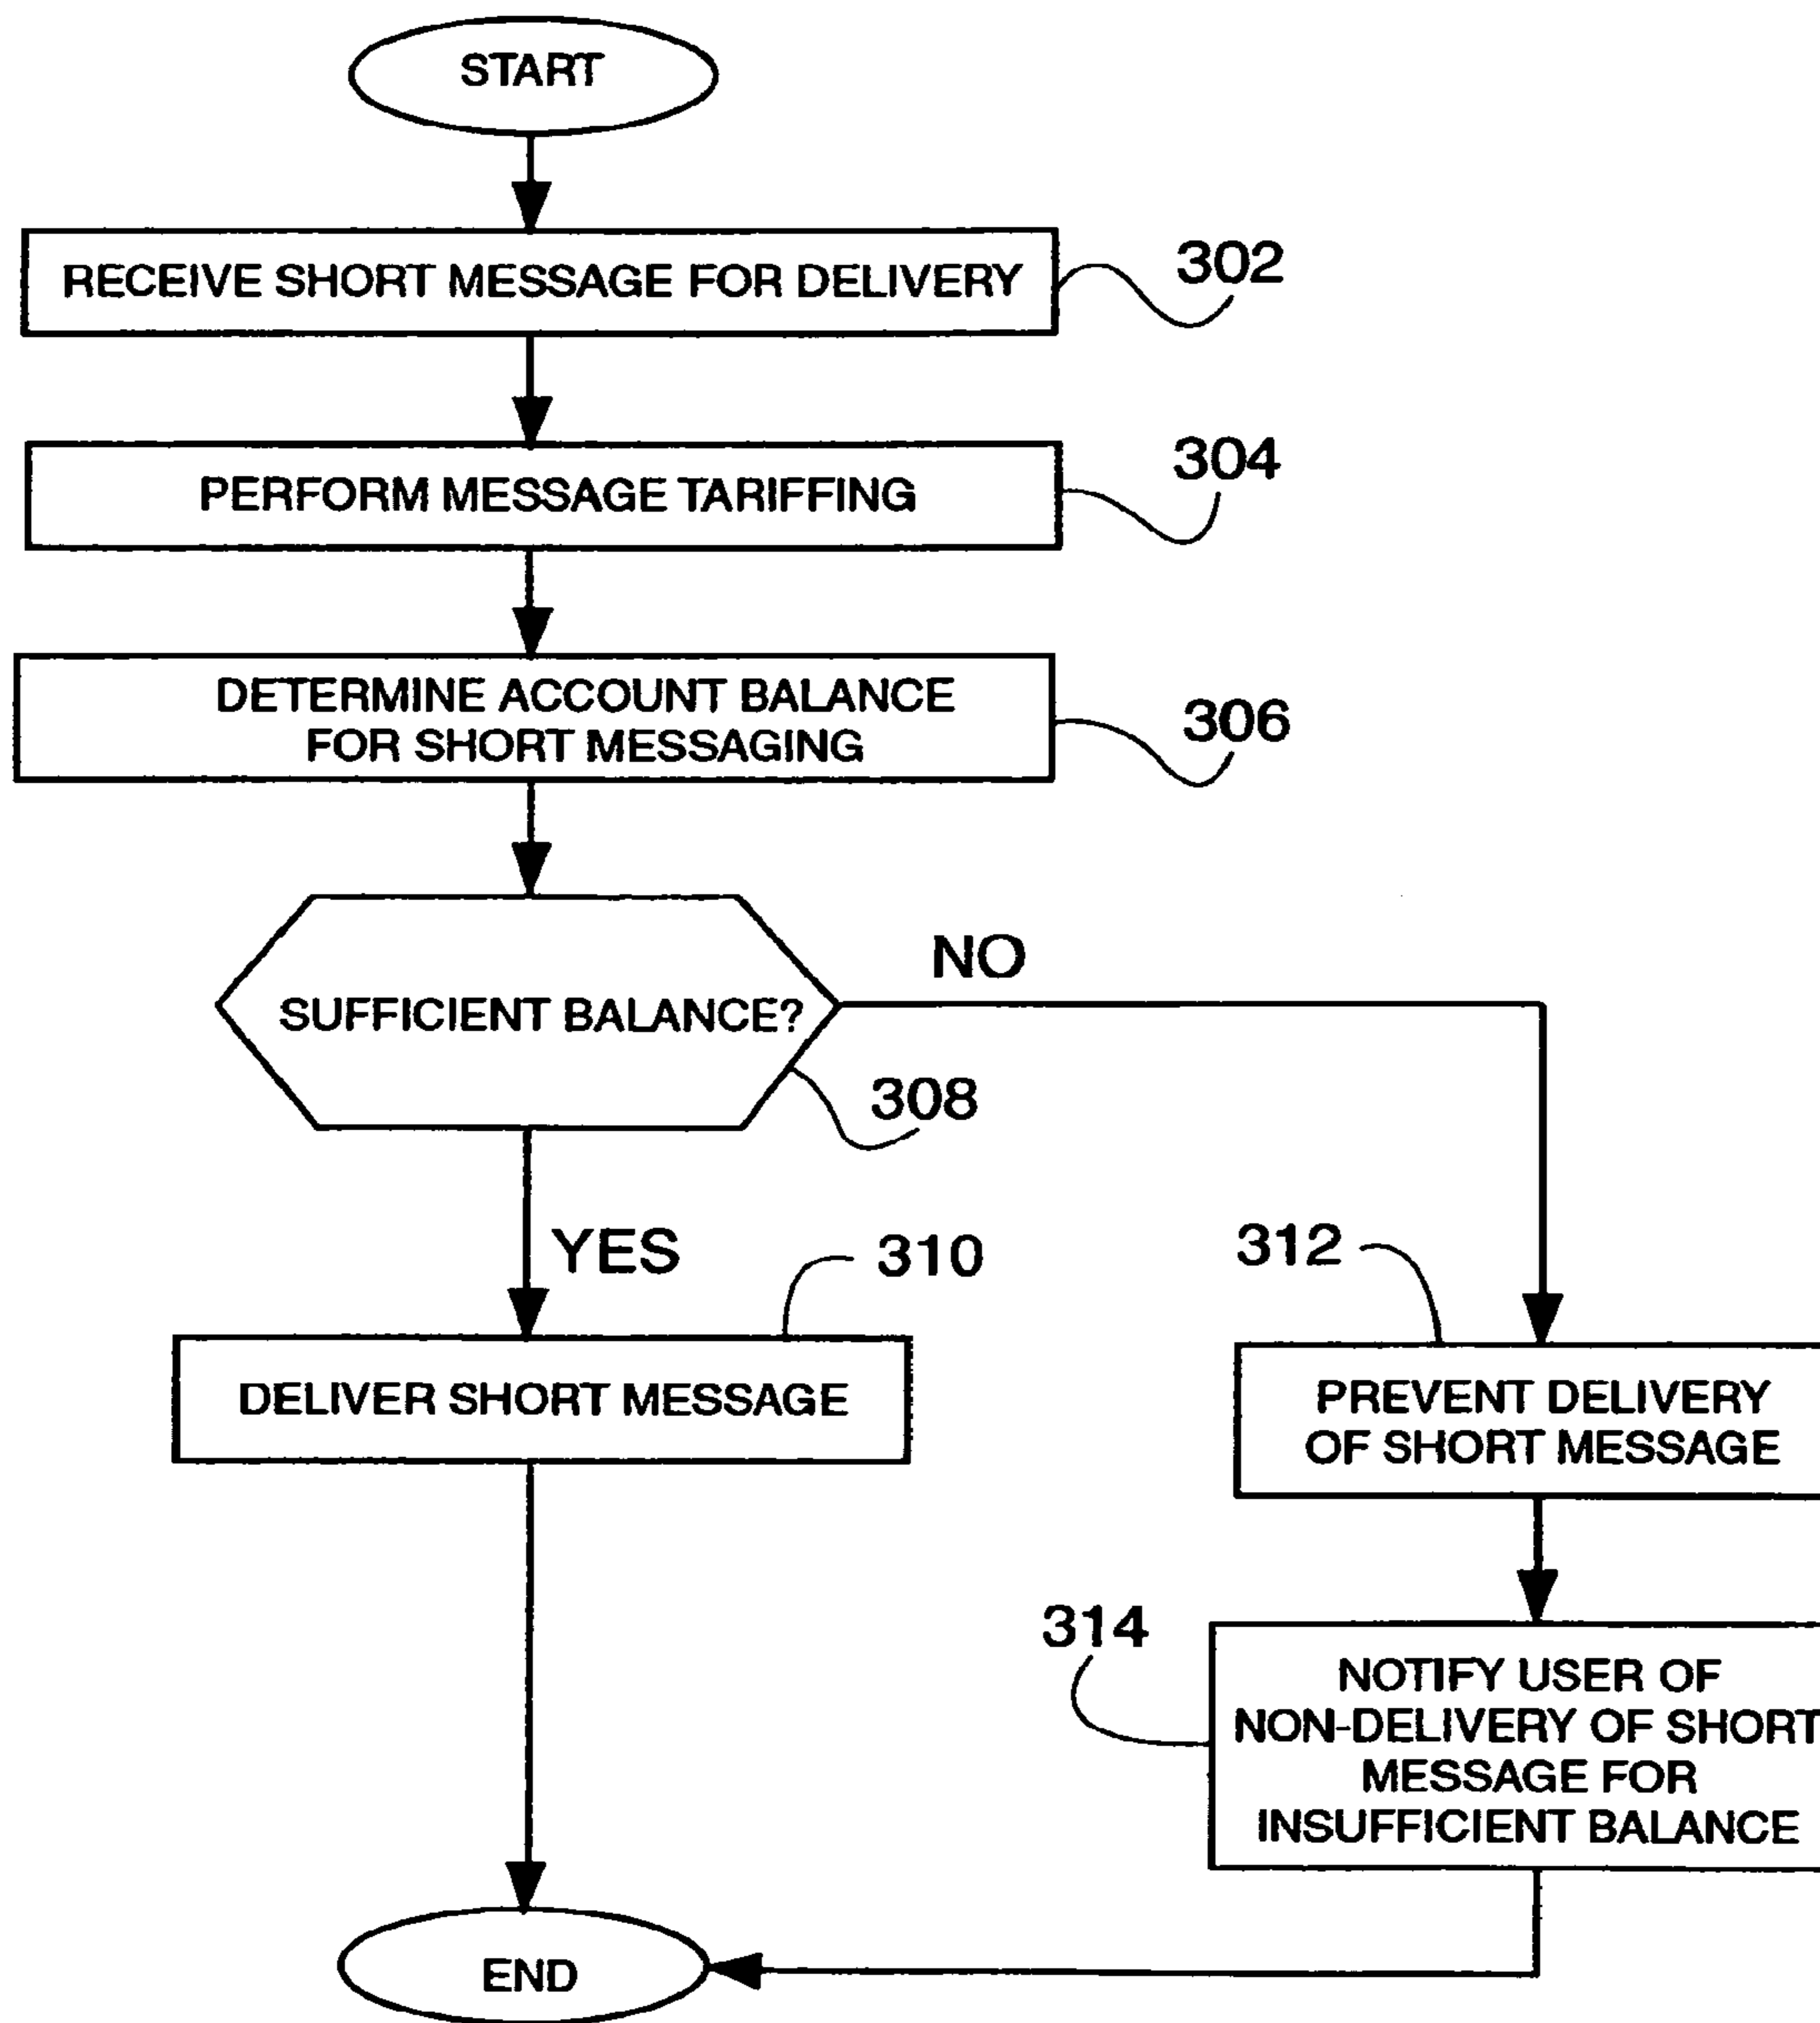 START
RECEIVE SHORT MESSAGE FOR DELIVERY
302
PERFORM MESSAGE TARIFFING
304
DETERMINE ACCOUNT BALANCE
FOR SHORT MESSAGING
306
SUFFICIENT BALANCE?
NO
308
YES
310
DELIVER SHORT MESSAGE
312
PREVENT DELIVERY
OF SHORT MESSAGE
314
NOTIFY USER OF
NON-DELIVERY OF SHORT
MESSAGE FOR
INSUFFICIENT BALANCE
END